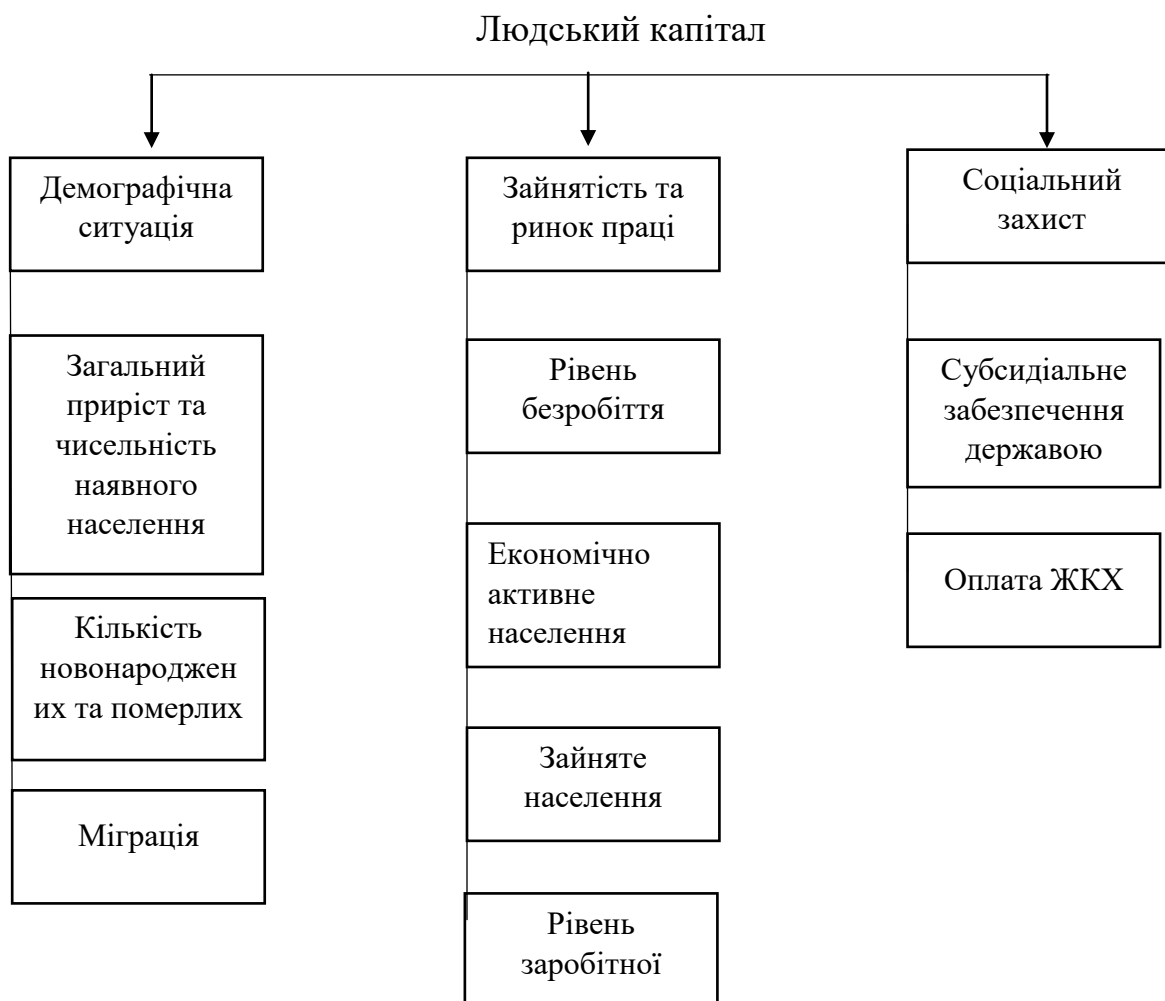 Людський капітал
Демографічна
ситуація
Загальний
приріст та
чисельність
наявного
населення
Кількість
новонароджен
их та померлих
Міграція
Зайнятість та
ринок праці
Рівень
безробіття
Економічно
активне
населення
Зайняте
населення
Рівень
заробітної
Соціальний
захист
Субсидіальне
забезпечення
державою
Оплата ЖКХ